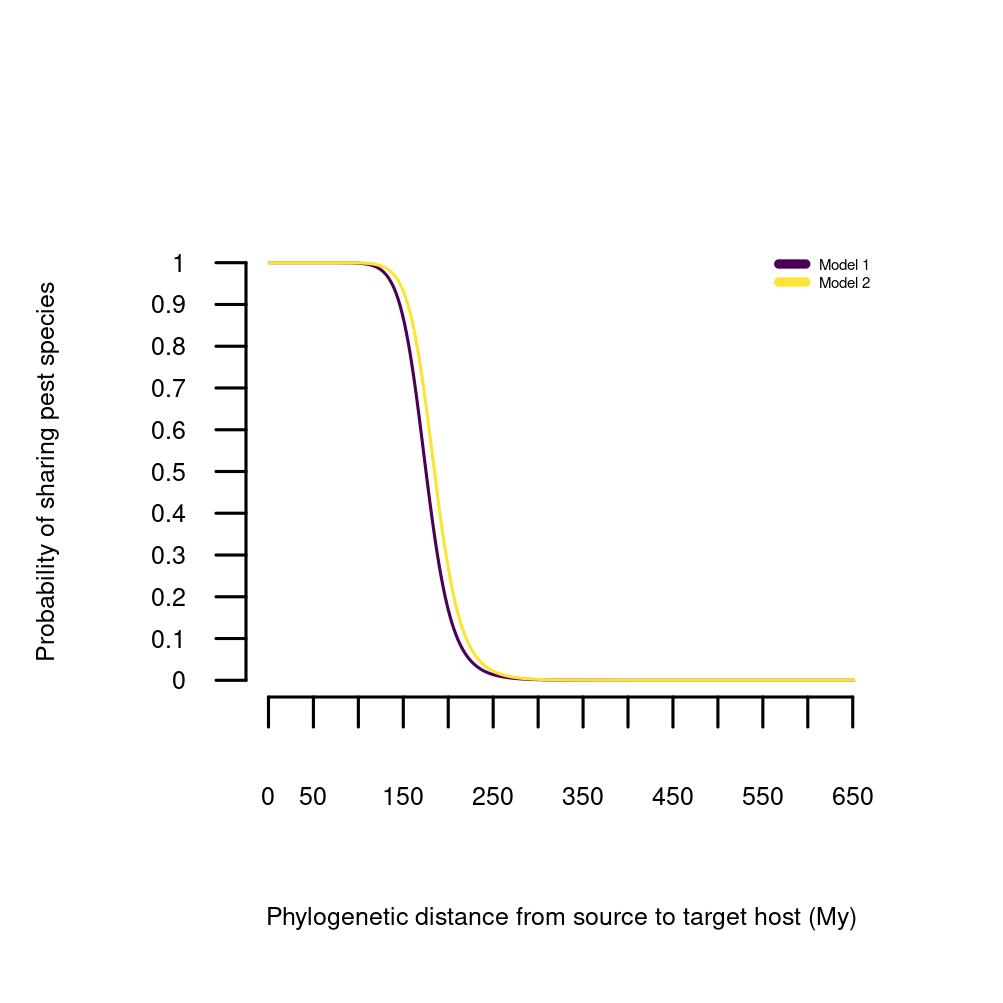 Model 1
Model 2
Probability of sharing pest species
1
0.9
0.8
0.7
0.6
0.5
0.4
0.3
0.2
0.1
0
0 50 150 250 350 450 550 650
Phylogenetic distance from source to target host (My)